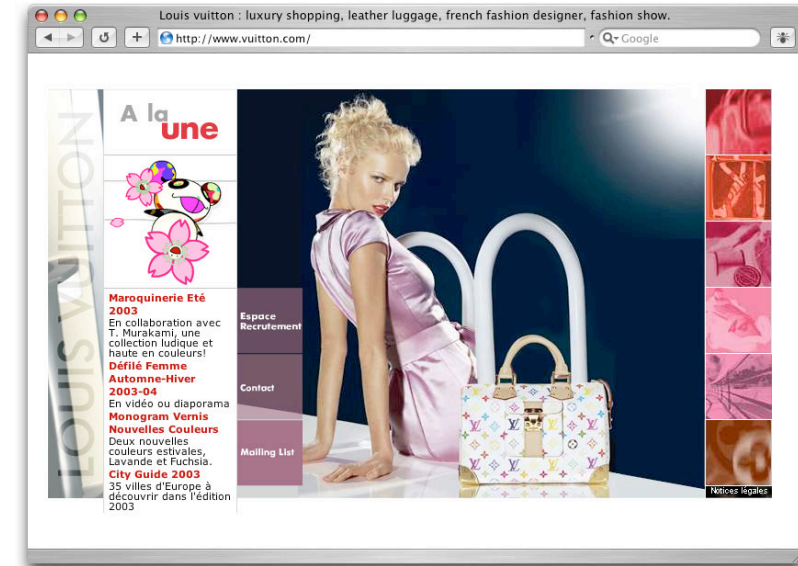 Louis vuitton : luxury shopping, leather luggage, french fashion designer, fashion show.
http://www.vuitton.com/
Google
LOUIS VUITTON
A la
une
Maroquinerie Eté
2003
En collaboration avec
T. Murakami, une
collection ludique et
haute en couleurs!
Défilé Femme
Automne-Hiver
2003-04
En vidéo ou diaporama
Monogram Vernis
Nouvelles Couleurs
Deux nouvelles
couleurs estivales,
Lavande et Fuchsia.
City Guide 2003
35 villes d'Europe à
découvrir dans l'édition
2003
Espace
Recrutement
Contact
Mailing List
Notices légales